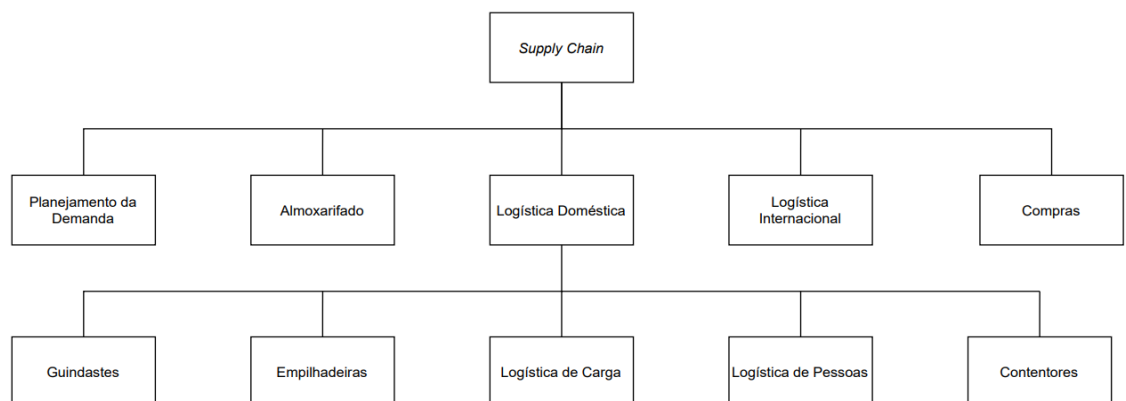 Supply Chain
Planejamento da
Demanda
Almoxarifado
Logística Doméstica
Logística
Internacional
Compras
Guindastes
Empilhadeiras
Logística de Carga
Logística de Pessoas
Contentores